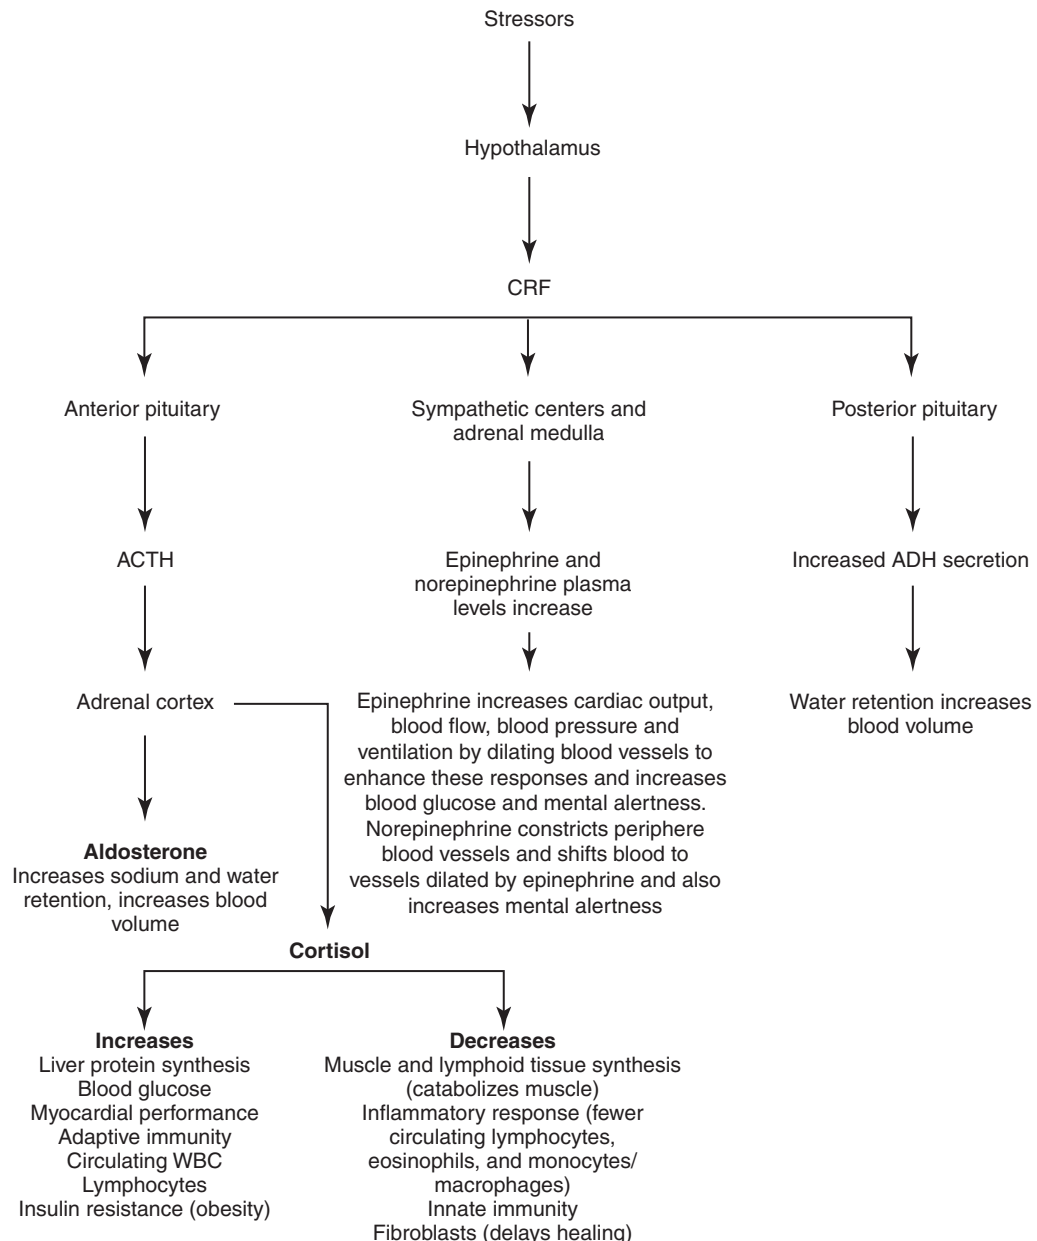 Stressors
Hypothalamus
CRF
Anterior pituitary
Sympathetic centers and
adrenal medulla
Posterior pituitary
ACTH
Epinephrine and
norepinephrine plasma
levels increase
Increased ADH secretion
Adrenal cortex
Epinephrine increases cardiac output,
blood flow, blood pressure and
ventilation by dilating blood vessels to
enhance these responses and increases
blood glucose and mental alertness.
Norepinephrine constricts periphere
blood vessels and shifts blood to
vessels dilated by epinephrine and also
increases mental alertness
Water retention increases
blood volume
Aldosterone
Increases sodium and water
retention, increases blood
volume
Cortisol
Increases
Liver protein synthesis
Blood glucose
Myocardial performance
Adaptive immunity
Circulating WBC
Lymphocytes
Insulin resistance (obesity)
Decreases
Muscle and lymphoid tissue synthesis
(catabolizes muscle)
Inflammatory response (fewer
circulating lymphocytes,
eosinophils, and monocytes/
macrophages)
Innate immunity
Fibroblasts (delays healing)